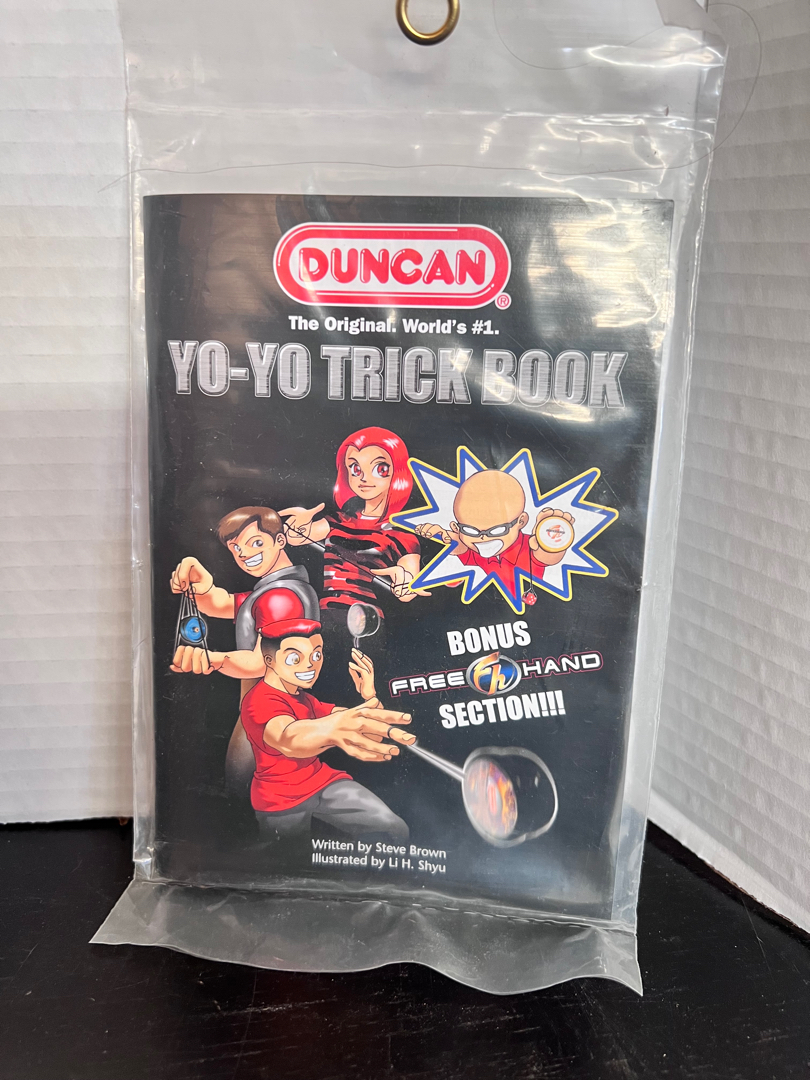 DUNCAN®
The Original. World's #1.
YO-YO TRICK BOOK
BONUS
FREE fh HAND
SECTION!!!
Written by Steve Brown
Illustrated by Li H. Shyu